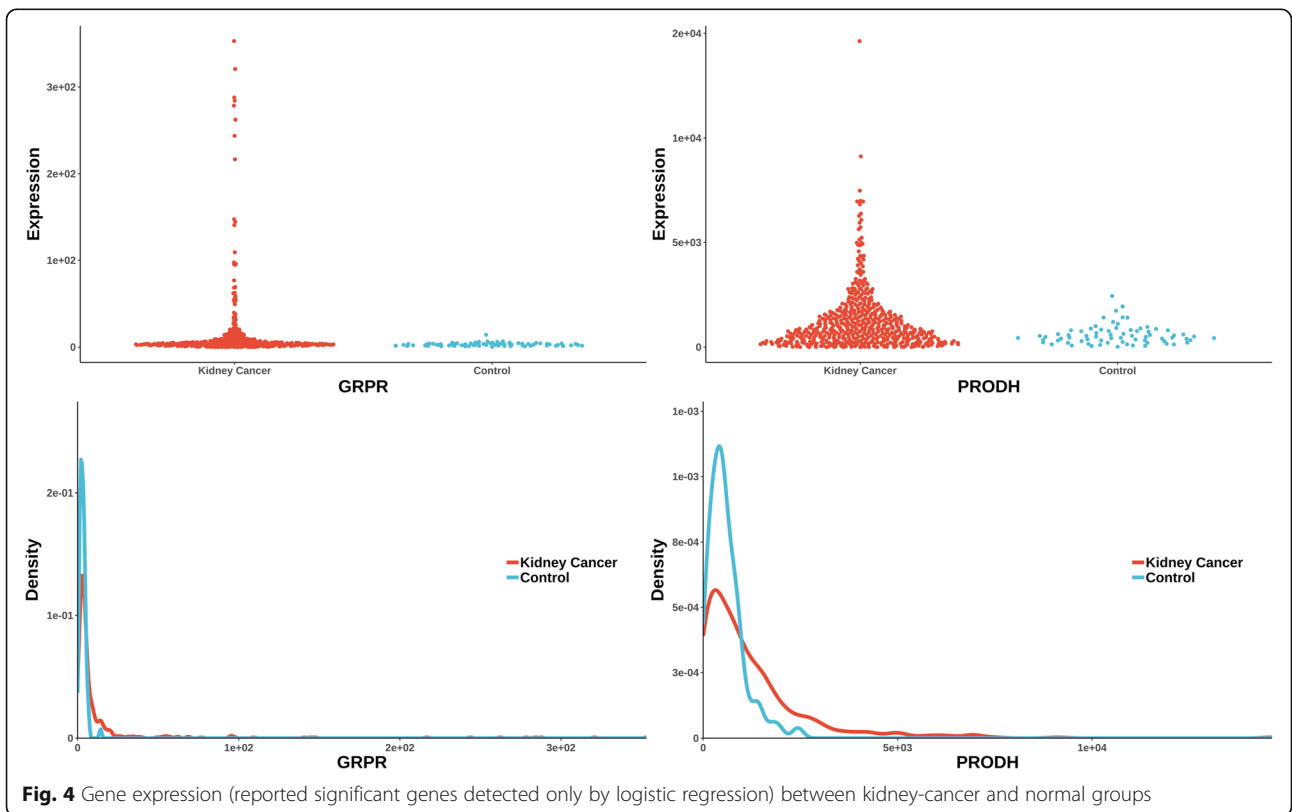 Expression
3e+02
2e+02
1e+02
0
Kidney Cancer
Control
GRPR
Expression
2e+04
1e+04
5e+03
0
Kidney Cancer
Control
PRODH
Density
2e-01
1e-01
0
0
1e+02
2e+02
3e+02
GRPR
Kidney Cancer
Control
Density
1e-03
1e-03
8e-04
5e-04
3e-04
0
0
5e+03
1e+04
PRODH
Kidney Cancer
Control
Fig. 4 Gene expression (reported significant genes detected only by logistic regression) between kidney-cancer and normal groups